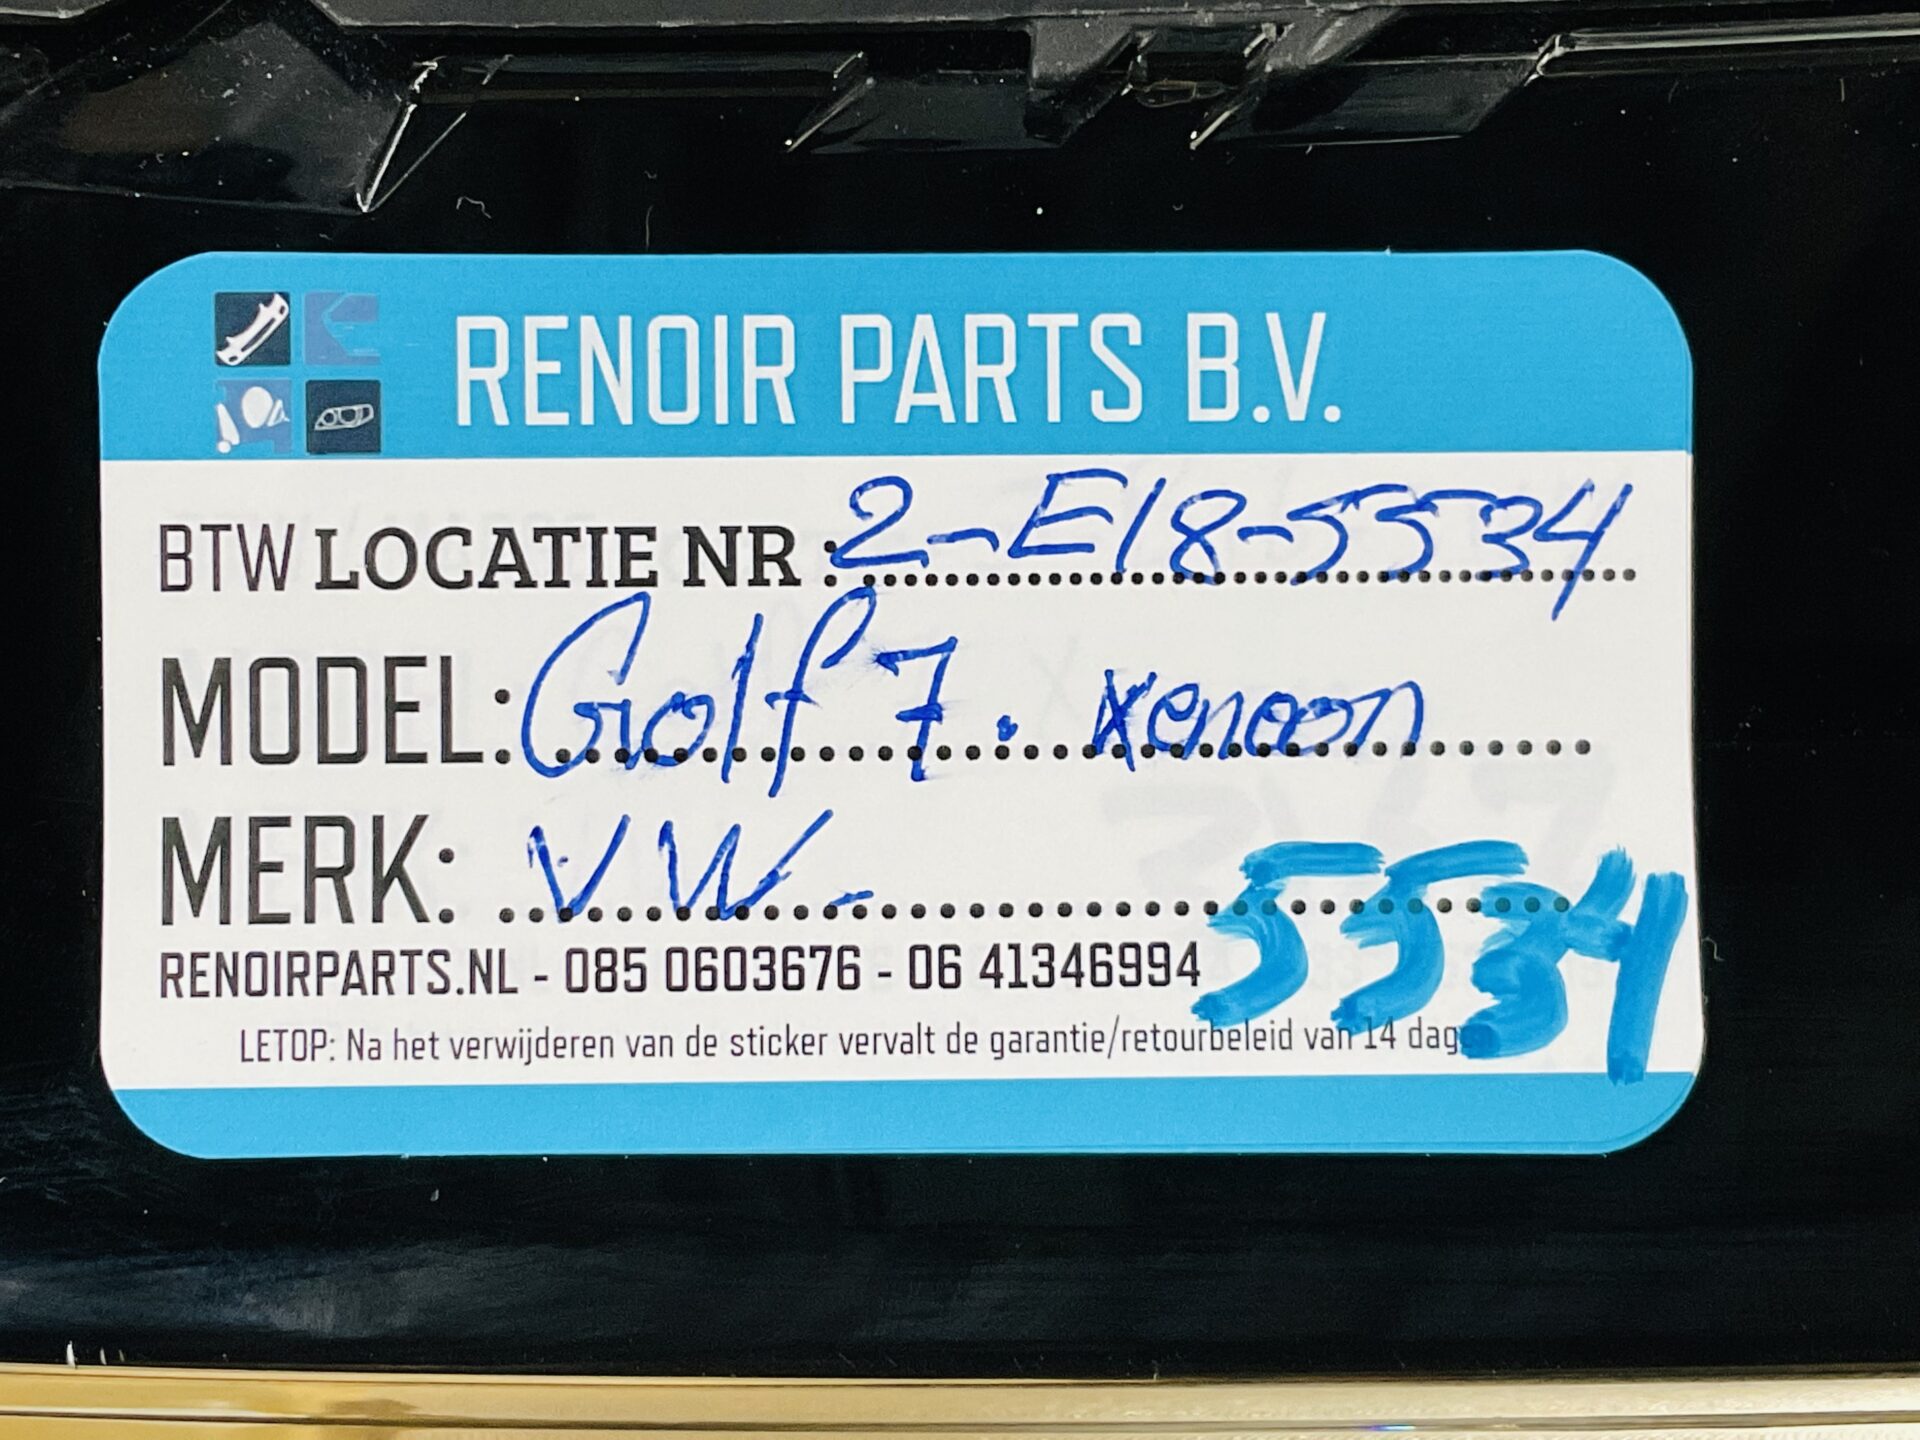 RENOIR PARTS B.V.
BTW LOCATIE NR : 2-E18-5534
MODEL: Golf 7. xenoon
MERK: VW-
5534
RENOIRPARTS.NL - 085 0603676 - 06 41346994
LETOP: Na het verwijderen van de sticker vervalt de garantie/retourbeleid van 14